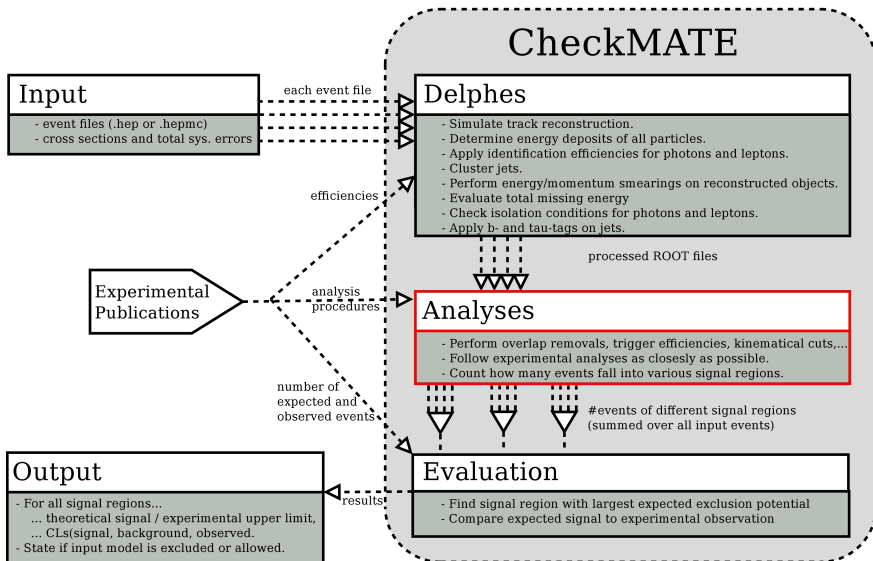 CheckMATE
Input
- event files (.hep or .hepmc)
- cross sections and total sys. errors
each event file
Delphes
- Simulate track reconstruction.
- Determine energy deposits of all particles.
- Apply identification efficiencies for photons and leptons.
- Cluster jets.
- Perform energy/momentum smearings on reconstructed objects.
- Evaluate total missing energy
- Check isolation conditions for photons and leptons.
- Apply b- and tau-tags on jets.
efficiencies
processed ROOT files
Experimental
Publications
analysis
procedures
Analyses
- Perform overlap removals, trigger efficiencies, kinematical cuts,...
- Follow experimental analyses as closesly as possible.
- Count how many events fall into various signal regions.
number of
expected and
observed events
#events of different signal regions
(summed over all input events)
Evaluation
- Find signal region with largest expected exclusion potential
- Compare expected signal to experimental observation
results
Output
- For all signal regions...
... theoretical signal / experimental upper limit,
... CLs(signal, background, observed.
- State if input model is excluded or allowed.